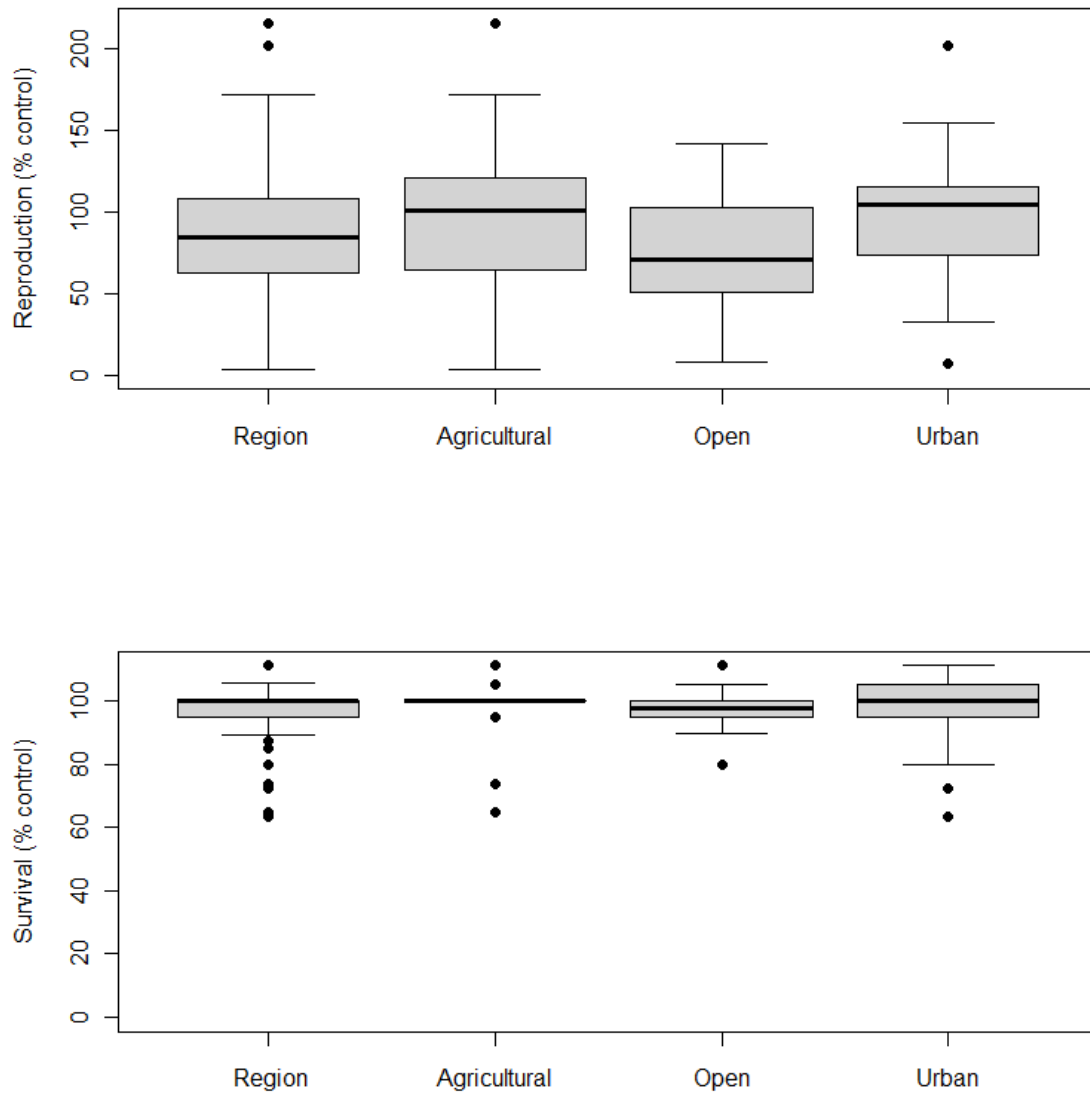 Reproduction (% control)
200
150
100
50
0
Region Agricultural Open Urban
Survival (% control)
100
80
60
40
20
0
Region Agricultural Open Urban